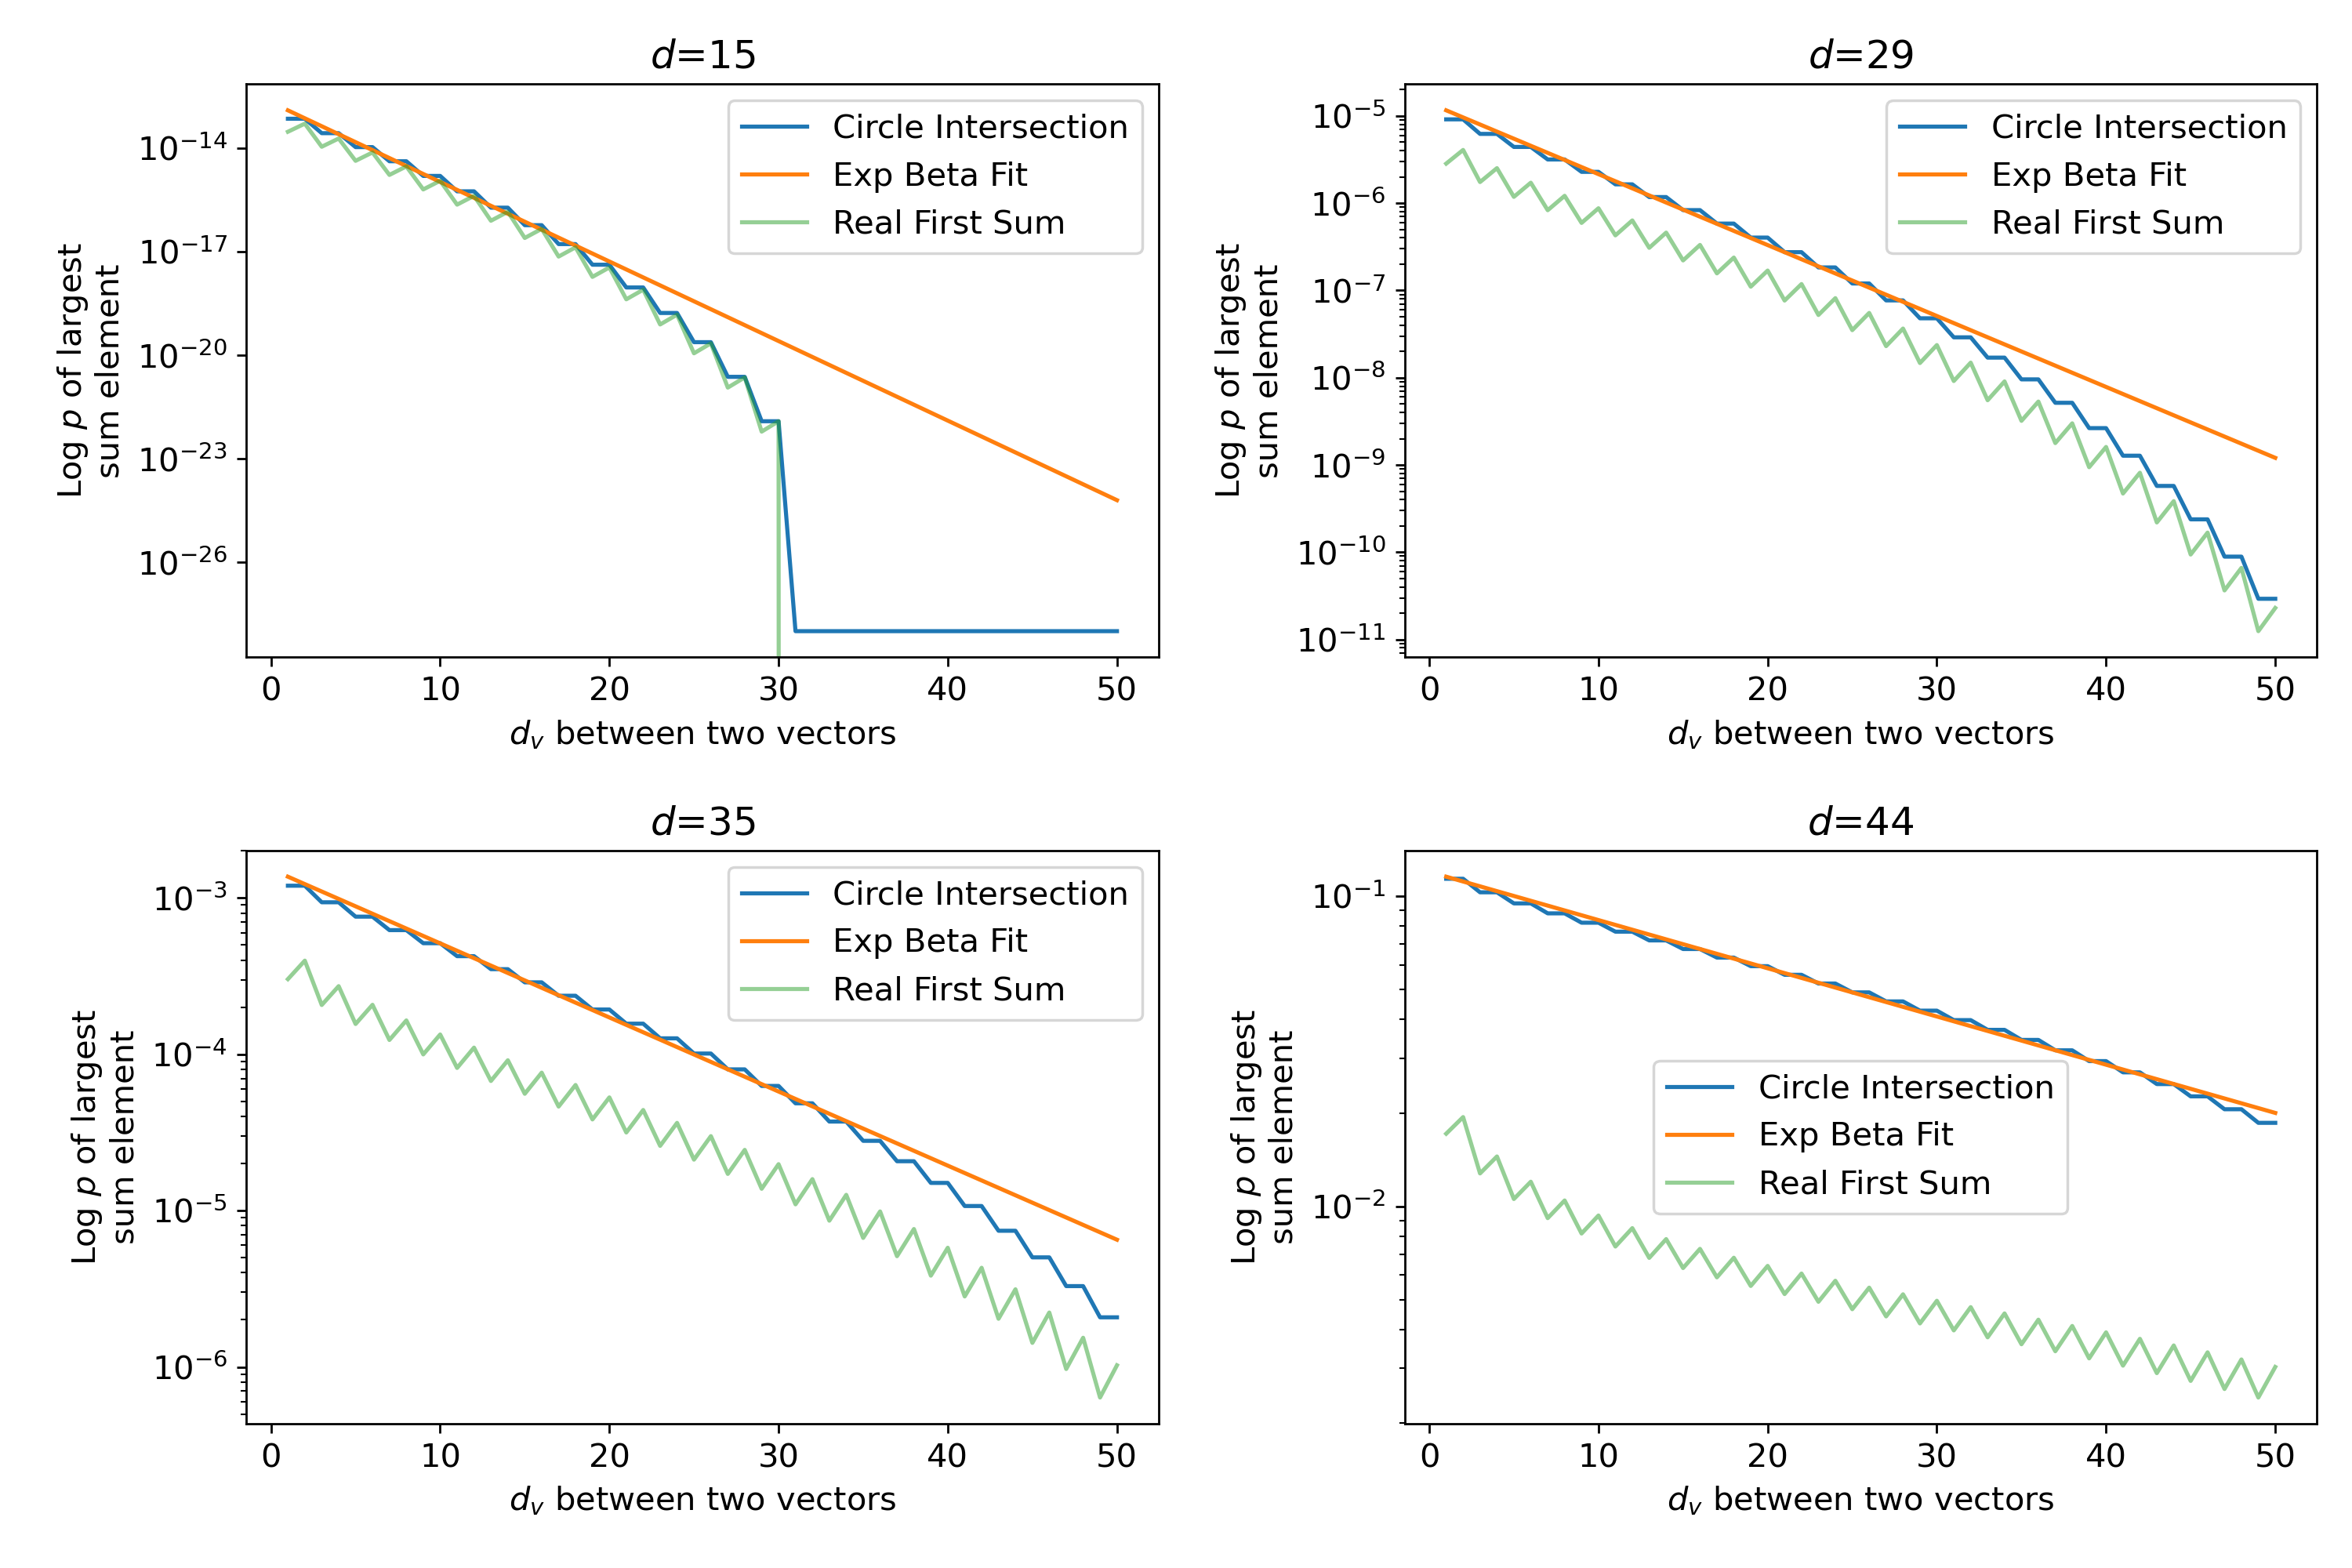 d=15
Log p of largest
sum element
10⁻¹⁴
10⁻¹⁷
10⁻²⁰
10⁻²³
10⁻²⁶
Circle Intersection
Exp Beta Fit
Real First Sum
0 10 20 30 40 50
d_v between two vectors
d=29
Log p of largest
sum element
10⁻⁵
10⁻⁶
10⁻⁷
10⁻⁸
10⁻⁹
10⁻¹⁰
10⁻¹¹
Circle Intersection
Exp Beta Fit
Real First Sum
0 10 20 30 40 50
d_v between two vectors
d=35
Log p of largest
sum element
10⁻³
10⁻⁴
10⁻⁵
10⁻⁶
Circle Intersection
Exp Beta Fit
Real First Sum
0 10 20 30 40 50
d_v between two vectors
d=44
Log p of largest
sum element
10⁻¹
10⁻²
Circle Intersection
Exp Beta Fit
Real First Sum
0 10 20 30 40 50
d_v between two vectors